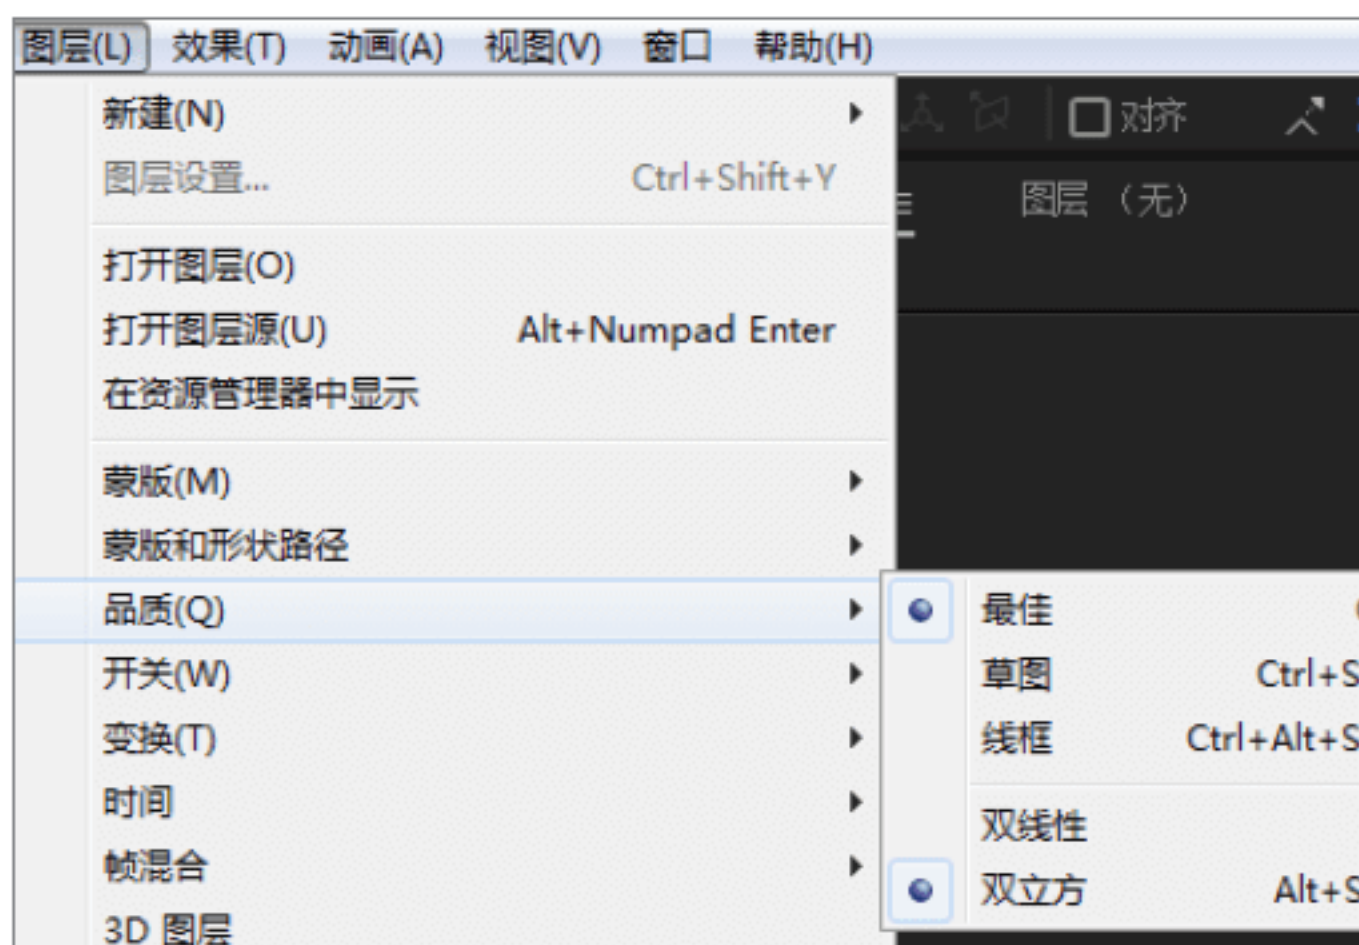 图层(L) 效果(T) 动画(A) 视图(V) 窗口 帮助(H)
新建(N)
对齐
图层设置... Ctrl+Shift+Y
图层 （无）
打开图层(O)
打开图层源(U) Alt+Numpad Enter
在资源管理器中显示
蒙版(M)
蒙版和形状路径
品质(Q)
最佳
开关(W)
草图 Ctrl+S
变换(T)
线框 Ctrl+Alt+S
时间
双线性
帧混合
双立方 Alt+S
3D 图层